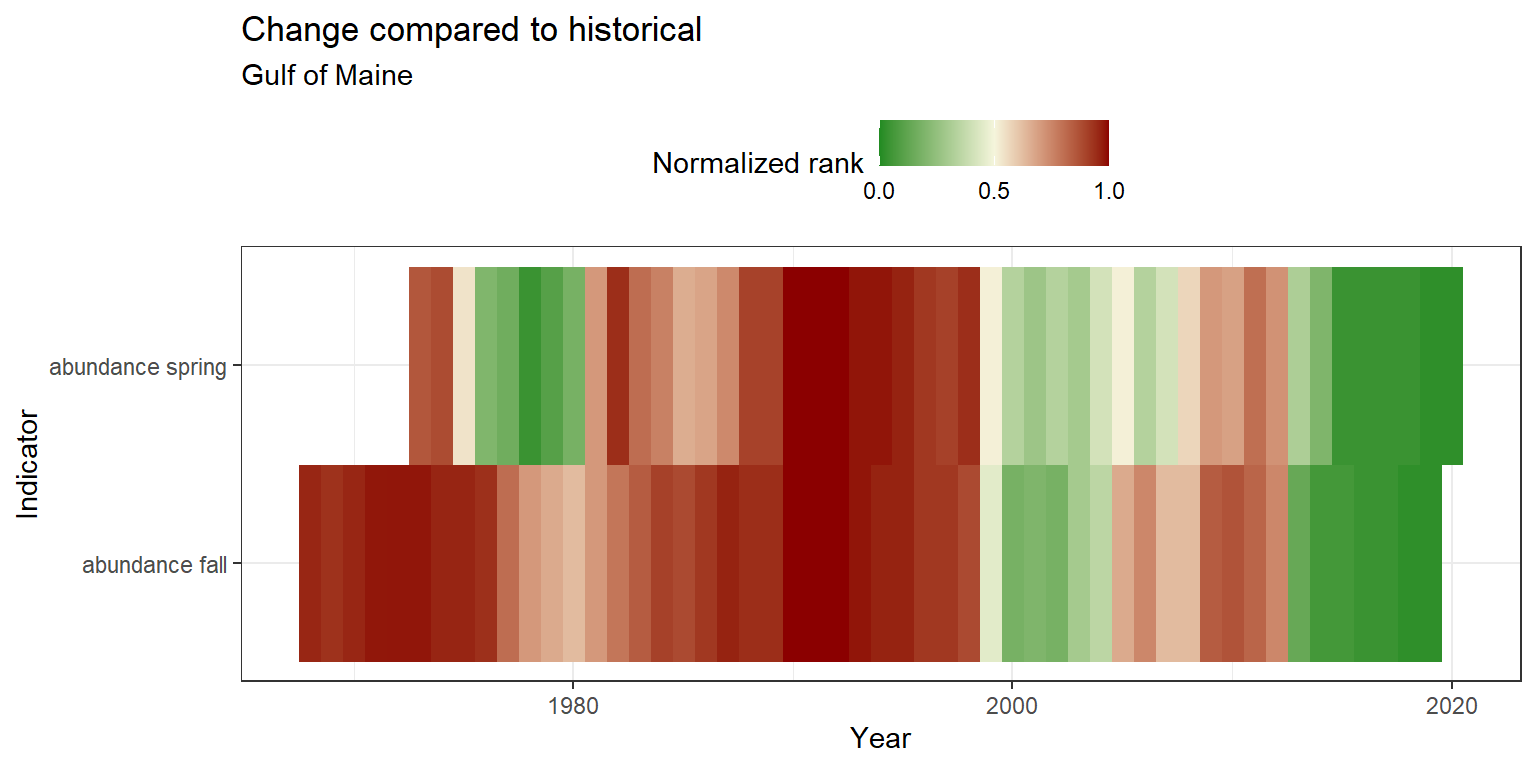 Change compared to historical
Gulf of Maine
Normalized rank
0.0 0.5 1.0
abundance spring
abundance fall
Indicator
1980 2000 2020
Year